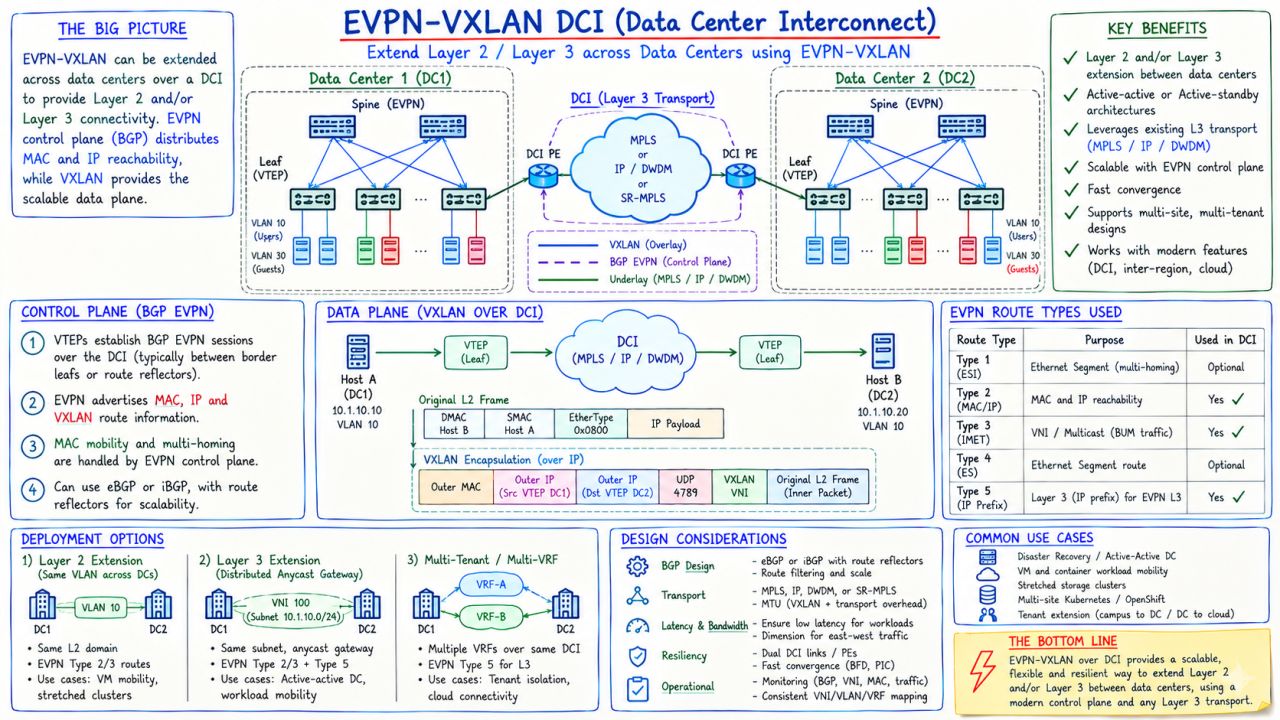 EVPN-VXLAN DCI (Data Center Interconnect)
Extend Layer 2 / Layer 3 across Data Centers using EVPN-VXLAN
THE BIG PICTURE
EVPN-VXLAN can be extended
across data centers over a DCI
to provide Layer 2 and/or
Layer 3 connectivity. EVPN
control plane (BGP) distributes
MAC and IP reachability,
while VXLAN provides the
scalable data plane.
Data Center 1 (DC1)
Spine (EVPN)
Leaf
(VTEP)
...
VLAN 10
(Users)
VLAN 30
(Guests)
...
DCI (Layer 3 Transport)
DCI PE
MPLS
or
IP / DWDM
or
SR-MPLS
DCI PE
VXLAN (Overlay)
BGP EVPN (Control Plane)
Underlay (MPLS / IP / DWDM)
Data Center 2 (DC2)
Spine (EVPN)
Leaf
(VTEP)
...
VLAN 10
(Users)
VLAN 30
(Guests)
...
KEY BENEFITS
✓ Layer 2 and/or Layer 3
extension between data centers
✓ Active-active or Active-standby
architectures
✓ Leverages existing L3 transport
(MPLS / IP / DWDM)
✓ Scalable with EVPN control plane
✓ Fast convergence
✓ Supports multi-site, multi-tenant
designs
✓ Works with modern features
(DCI, inter-region, cloud)
CONTROL PLANE (BGP EVPN)
1 VTEPs establish BGP EVPN sessions
over the DCI (typically between border
leafs or route reflectors).
2 EVPN advertises MAC, IP and
VXLAN route information.
3 MAC mobility and multi-homing
are handled by EVPN control plane.
4 Can use eBGP or iBGP, with route
reflectors for scalability.
DATA PLANE (VXLAN OVER DCI)
Host A
(DC1)
10.1.10.10
VLAN 10
VTEP
(Leaf)
DCI
(MPLS / IP / DWDM)
VTEP
(Leaf)
Host B
(DC2)
10.1.10.20
VLAN 10
Original L2 Frame
DMAC
Host B
SMAC
Host A
EtherType
0x0800
IP Payload
VXLAN Encapsulation (over IP)
Outer MAC
Outer IP
(Src VTEP DC1)
Outer IP
(Dst VTEP DC2)
UDP
4789
VXLAN
VNI
Original L2 Frame
(Inner Packet)
EVPN ROUTE TYPES USED
Route Type Purpose Used in DCI
Type 1
(ESI)
Ethernet Segment (multi-homing) Optional
Type 2
(MAC/IP)
MAC and IP reachability Yes ✓
Type 3
(IMET)
VNI / Multicast (BUM traffic) Yes ✓
Type 4
(ES)
Ethernet Segment route Optional
Type 5
(IP Prefix)
Layer 3 (IP prefix) for EVPN L3 Yes ✓
DEPLOYMENT OPTIONS
1) Layer 2 Extension
(Same VLAN across DCs)
VLAN 10
DC1
DC2
• Same L2 domain
• EVPN Type 2/3 routes
• Use cases: VM mobility,
stretched clusters
2) Layer 3 Extension
(Distributed Anycast Gateway)
VNI 100
(Subnet 10.1.10.0/24)
DC1
DC2
• Same subnet, anycast gateway
• EVPN Type 2/3 + Type 5
• Use cases: Active-active DC,
workload mobility
3) Multi-Tenant / Multi-VRF
VRF-A
VRF-B
DC1
DC2
• Multiple VRFs over same DCI
• EVPN Type 5 for L3
• Use cases: Tenant isolation,
cloud connectivity
DESIGN CONSIDERATIONS
BGP Design
- eBGP or iBGP with route reflectors
- Route filtering and scale
Transport
- MPLS, IP, DWDM, or SR-MPLS
- MTU (VXLAN + transport overhead)
Latency & Bandwidth
- Ensure low latency for workloads
- Dimension for east-west traffic
Resiliency
- Dual DCI links / PEs
- Fast convergence (BFD, PIC)
Operational
- Monitoring (BGP, VNI, MAC, traffic)
- Consistent VNI/VLAN/VRF mapping
COMMON USE CASES
Disaster Recovery / Active-Active DC
VM and container workload mobility
Stretched storage clusters
Multi-site Kubernetes / OpenShift
Tenant extension (campus to DC / DC to cloud)
THE BOTTOM LINE
EVPN-VXLAN over DCI provides a scalable,
flexible and resilient way to extend Layer 2
and/or Layer 3 between data centers, using a
modern control plane and any Layer 3 transport.